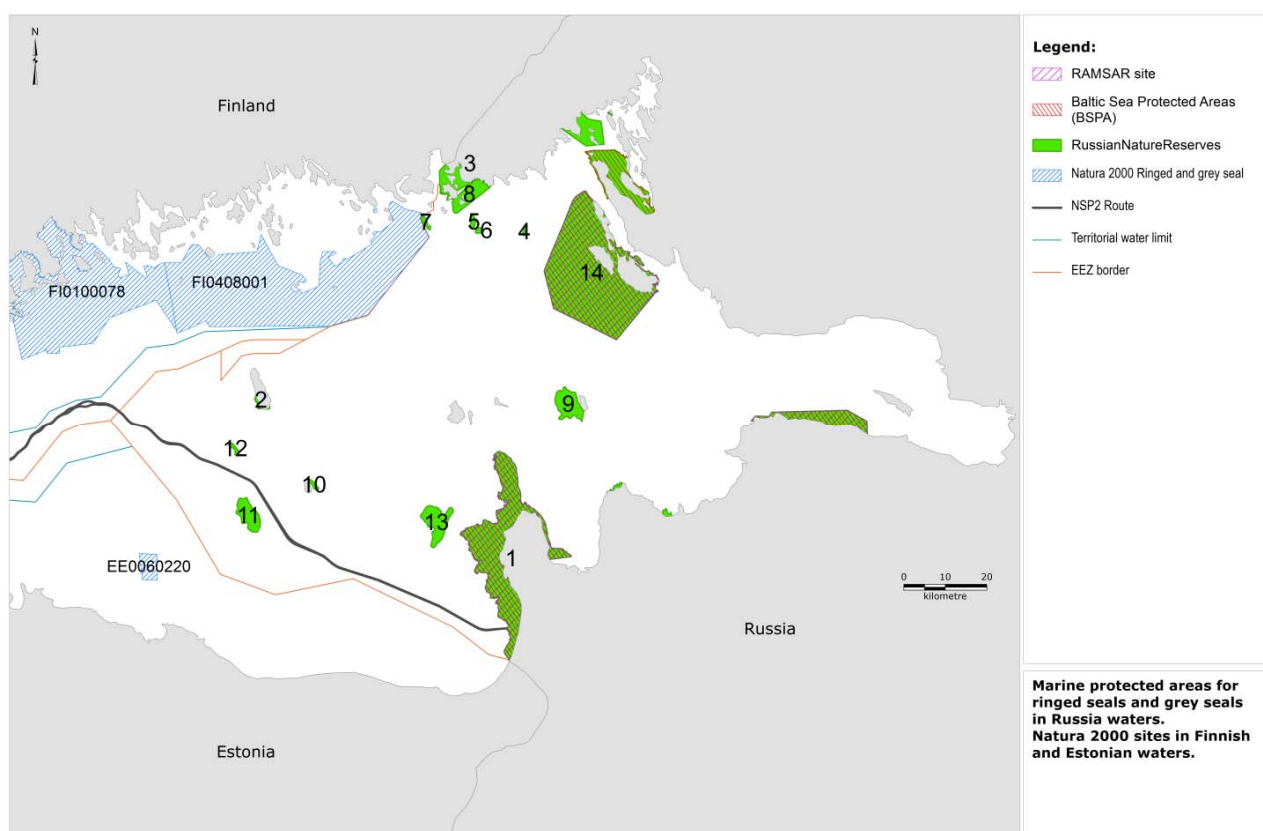 N
Finland
3
8
7
5
6
4
14
FI0100078
FI0408001
2
9
12
10
11
13
1
EE0060220
0 10 20
kilometre
Russia
Estonia
Legend:
RAMSAR site
Baltic Sea Protected Areas
(BSPA)
RussianNatureReserves
Natura 2000 Ringed and grey seal
NSP2 Route
Territorial water limit
EEZ border
Marine protected areas for
ringed seals and grey seals
in Russia waters.
Natura 2000 sites in Finnish
and Estonian waters.